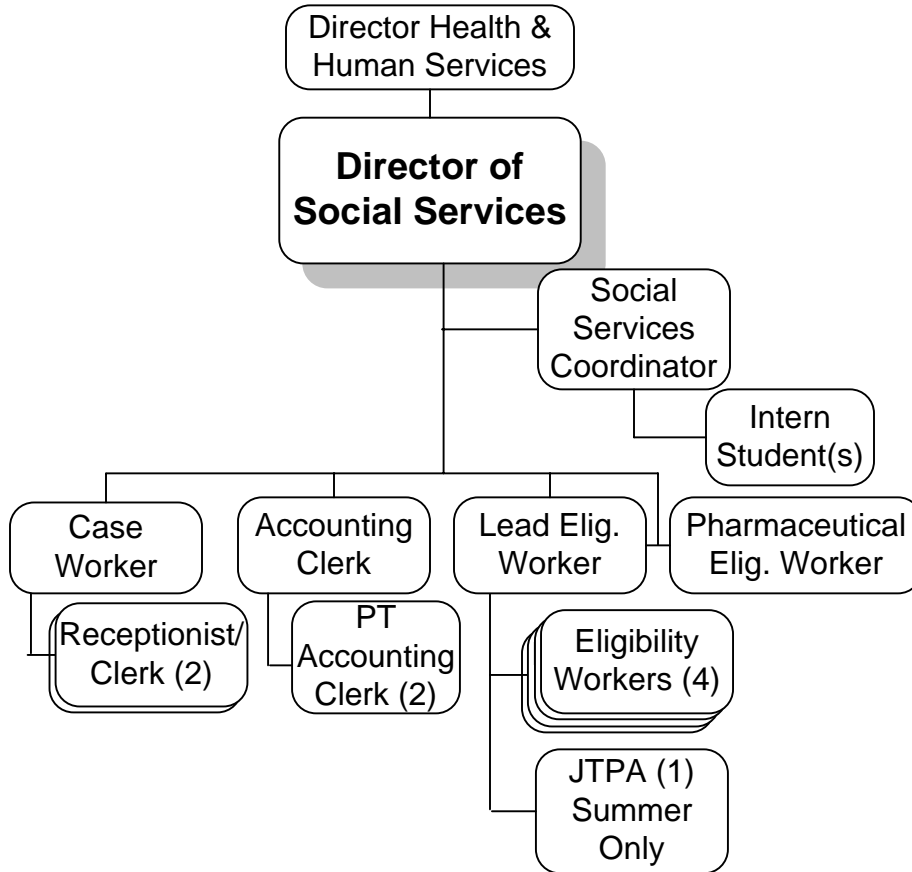 Director Health &
Human Services
Director of
Social Services
Social
Services
Coordinator
Intern
Student(s)
Case
Worker
Accounting
Clerk
Lead Elig.
Worker
Pharmaceutical
Elig. Worker
Receptionist/
Clerk (2)
PT
Accounting
Clerk (2)
Eligibility
Workers (4)
JTPA (1)
Summer
Only